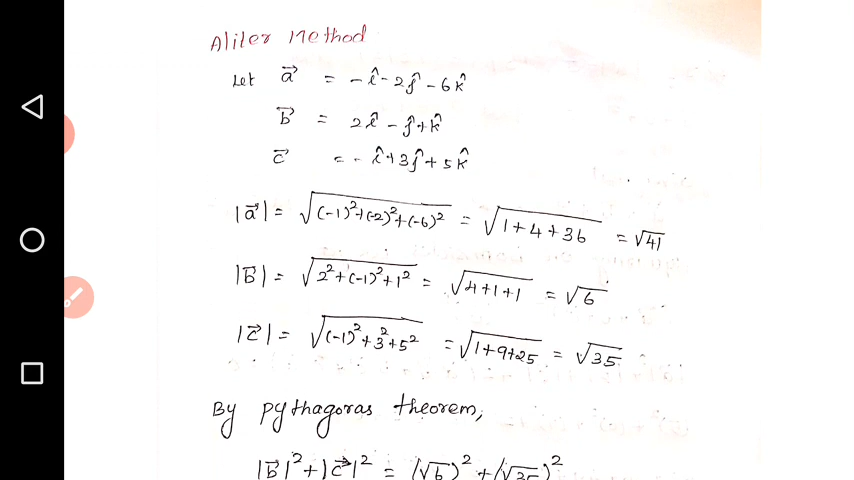 Aliter Method
Let a⃗ = -î - 2ĵ - 6k̂
b⃗ = 2î - ĵ + k̂
c⃗ = - î + 3ĵ + 5k̂
|a⃗| = √((-1)²+(-2)²+(-6)²) = √(1+4+36) = √41
|b⃗| = √(2²+(-1)²+1²) = √(4+1+1) = √6
|c⃗| = √((-1)²+3²+5²) = √(1+9+25) = √35
By pythagoras theorem,
|b⃗|²+|c⃗|² = (√6)²+(√35)²